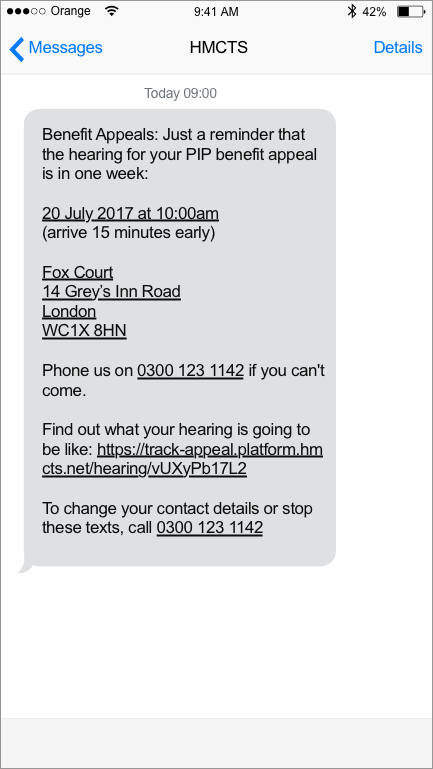 Orange 9:41 AM 42%
Messages HMCTS Details
Today 09:00
Benefit Appeals: Just a reminder that
the hearing for your PIP benefit appeal
is in one week:
20 July 2017 at 10:00am
(arrive 15 minutes early)
Fox Court
14 Grey’s Inn Road
London
WC1X 8HN
Phone us on 0300 123 1142 if you can't
come.
Find out what your hearing is going to
be like: https://track-appeal.platform.hm
cts.net/hearing/vUXyPb17L2
To change your contact details or stop
these texts, call 0300 123 1142